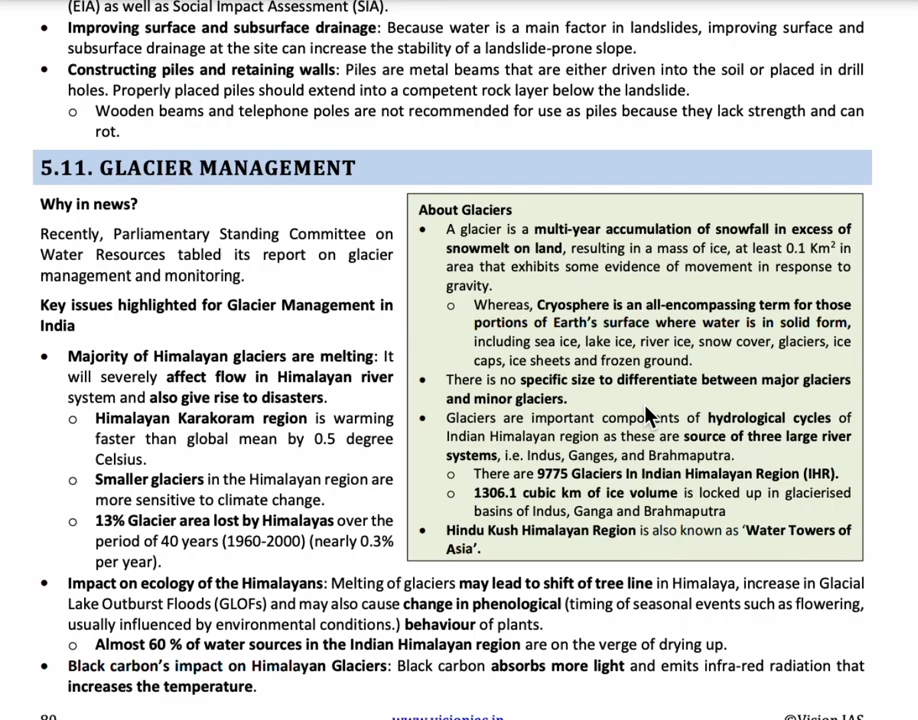 (EIA) as well as Social Impact Assessment (SIA).
• Improving surface and subsurface drainage: Because water is a main factor in landslides, improving surface and
subsurface drainage at the site can increase the stability of a landslide-prone slope.
• Constructing piles and retaining walls: Piles are metal beams that are either driven into the soil or placed in drill
holes. Properly placed piles should extend into a competent rock layer below the landslide.
o Wooden beams and telephone poles are not recommended for use as piles because they lack strength and can
rot.
5.11. GLACIER MANAGEMENT
Why in news?
Recently, Parliamentary Standing Committee on
Water Resources tabled its report on glacier
management and monitoring.
Key issues highlighted for Glacier Management in
India
• Majority of Himalayan glaciers are melting: It
will severely affect flow in Himalayan river
system and also give rise to disasters.
o Himalayan Karakoram region is warming
faster than global mean by 0.5 degree
Celsius.
o Smaller glaciers in the Himalayan region are
more sensitive to climate change.
o 13% Glacier area lost by Himalayas over the
period of 40 years (1960-2000) (nearly 0.3%
per year).
About Glaciers
• A glacier is a multi-year accumulation of snowfall in excess of
snowmelt on land, resulting in a mass of ice, at least 0.1 Km² in
area that exhibits some evidence of movement in response to
gravity.
o Whereas, Cryosphere is an all-encompassing term for those
portions of Earth's surface where water is in solid form,
including sea ice, lake ice, river ice, snow cover, glaciers, ice
caps, ice sheets and frozen ground.
• There is no specific size to differentiate between major glaciers
and minor glaciers.
• Glaciers are important components of hydrological cycles of
Indian Himalayan region as these are source of three large river
systems, i.e. Indus, Ganges, and Brahmaputra.
o There are 9775 Glaciers In Indian Himalayan Region (IHR).
o 1306.1 cubic km of ice volume is locked up in glacierised
basins of Indus, Ganga and Brahmaputra
• Hindu Kush Himalayan Region is also known as 'Water Towers of
Asia'.
• Impact on ecology of the Himalayans: Melting of glaciers may lead to shift of tree line in Himalaya, increase in Glacial
Lake Outburst Floods (GLOFs) and may also cause change in phenological (timing of seasonal events such as flowering,
usually influenced by environmental conditions.) behaviour of plants.
o Almost 60 % of water sources in the Indian Himalayan region are on the verge of drying up.
• Black carbon's impact on Himalayan Glaciers: Black carbon absorbs more light and emits infra-red radiation that
increases the temperature.
www.visionias.in ©Vision IAS